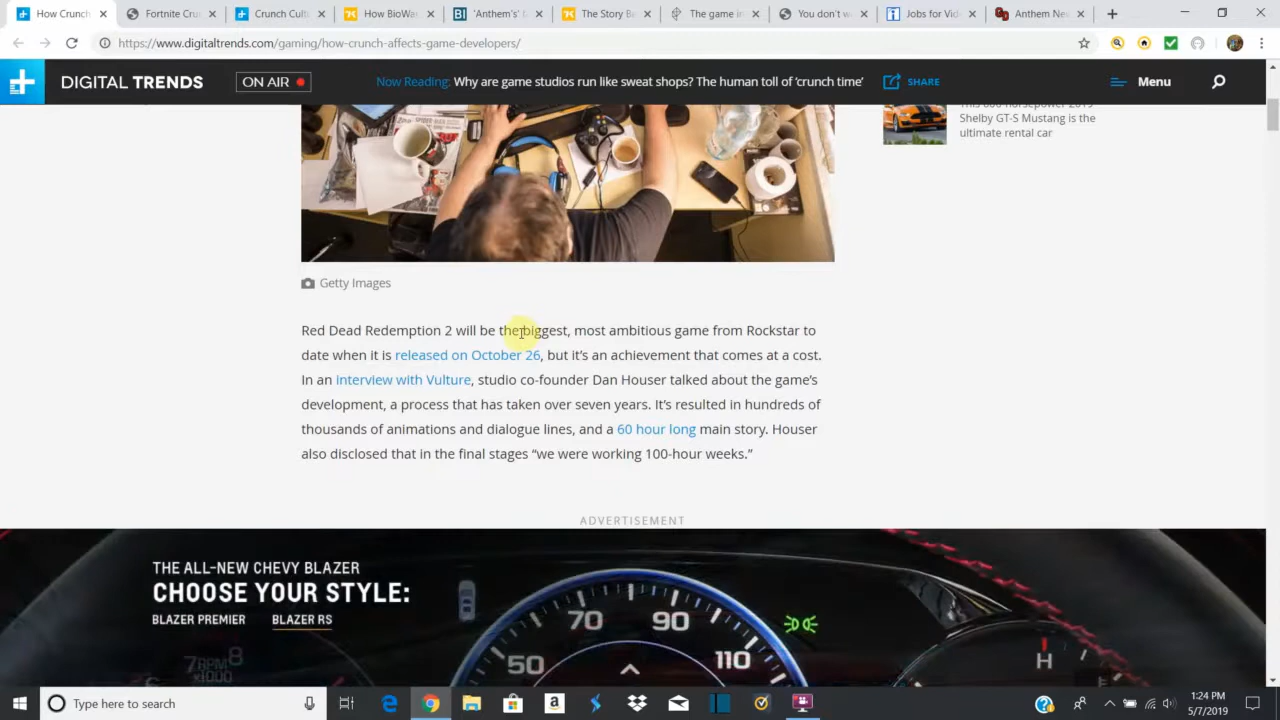 How Crunch
Fortnite Cru
Crunch Cult
How BioWar
'Anthem's' (
The Story Be
The game in
You don't w
Jobs for Vid
Anthem Nev
https://www.digitaltrends.com/gaming/how-crunch-affects-game-developers/
DIGITAL TRENDS
ON AIR
Now Reading: Why are game studios run like sweat shops? The human toll of 'crunch time'
SHARE
Menu
This 600 horsepower 2019
Shelby GT-S Mustang is the
ultimate rental car
Getty Images
Red Dead Redemption 2 will be the biggest, most ambitious game from Rockstar to
date when it is released on October 26, but it's an achievement that comes at a cost.
In an interview with Vulture, studio co-founder Dan Houser talked about the game's
development, a process that has taken over seven years. It's resulted in hundreds of
thousands of animations and dialogue lines, and a 60 hour long main story. Houser
also disclosed that in the final stages “we were working 100-hour weeks.”
ADVERTISEMENT
THE ALL-NEW CHEVY BLAZER
CHOOSE YOUR STYLE:
BLAZER PREMIER BLAZER RS
70
90
50
110
7RPM 8
x1000
H
Type here to search
1:24 PM
5/7/2019